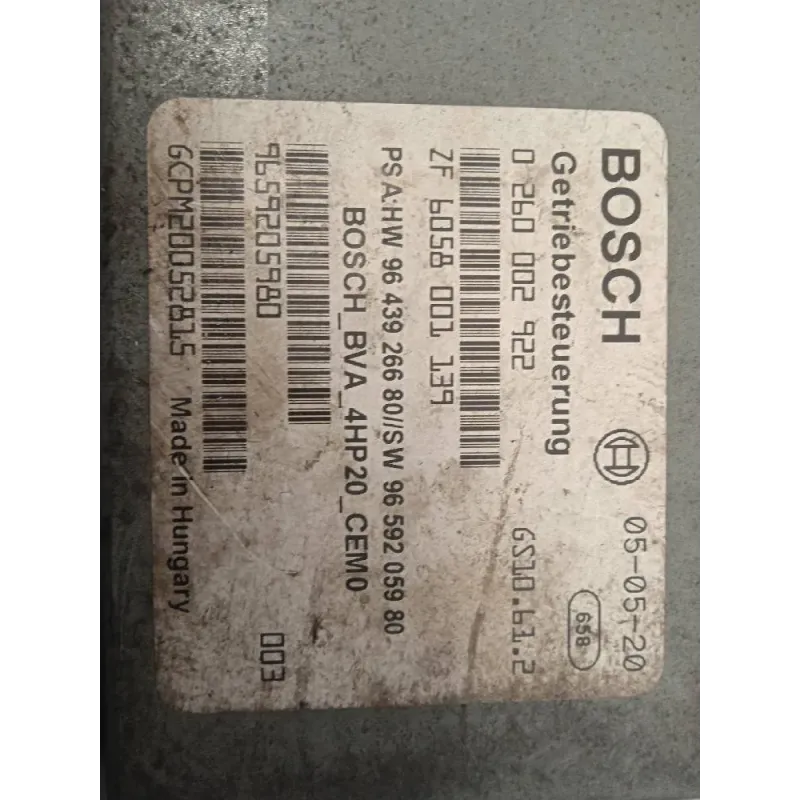 BOSCH 05-05-20
Getriebesteuerung 658
0 260 002 922 GS10.61.2
ZF 6058 001 139
PSA:HW 96 439 266 80//SW 96 592 059 80
BOSCH_BVA_4HP20_CEM0
9659205980 003
GCPM20052815 Made in Hungary